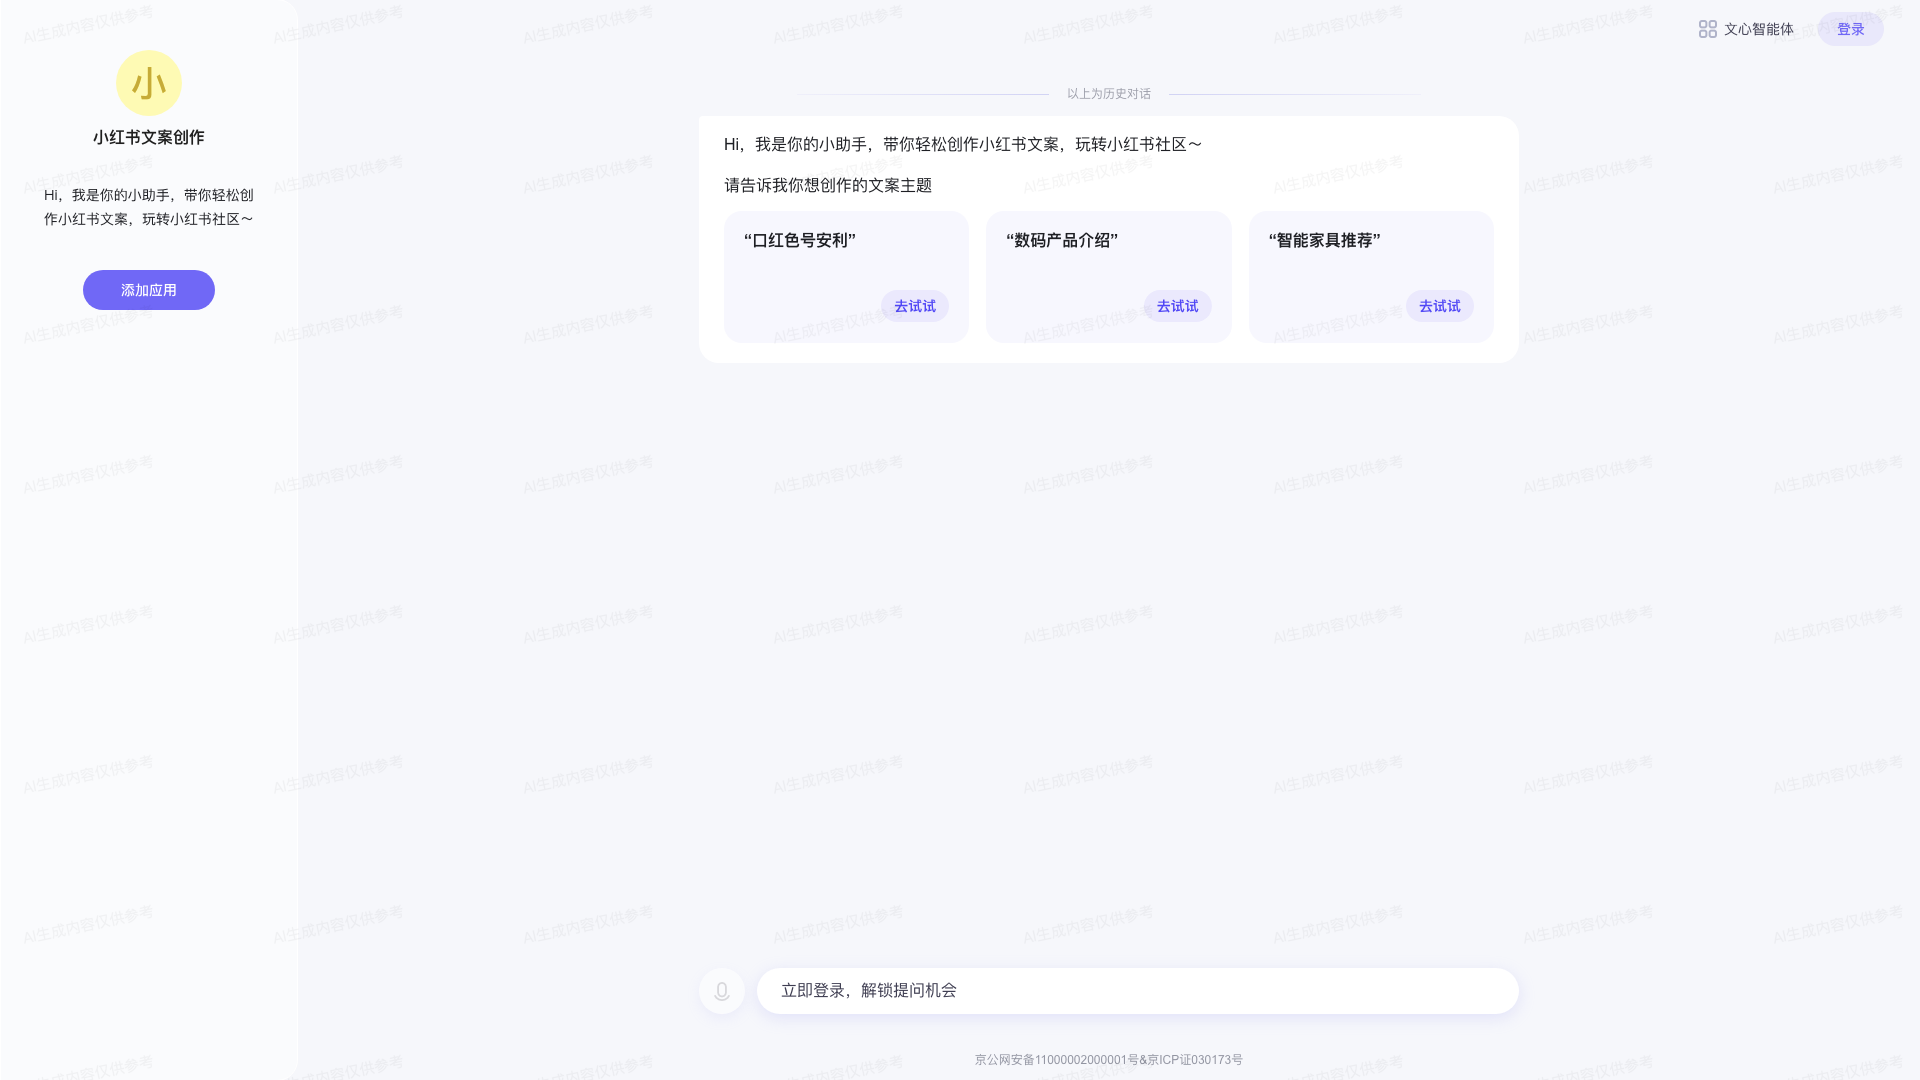 文心智能体
登录
小
小红书文案创作
Hi，我是你的小助手，带你轻松创
作小红书文案，玩转小红书社区～
添加应用
以上为历史对话
Hi，我是你的小助手，带你轻松创作小红书文案，玩转小红书社区～
请告诉我你想创作的文案主题
“口红色号安利”
去试试
“数码产品介绍”
去试试
“智能家具推荐”
去试试
立即登录，解锁提问机会
京公网安备11000002000001号&京ICP证030173号
AI生成内容仅供参考